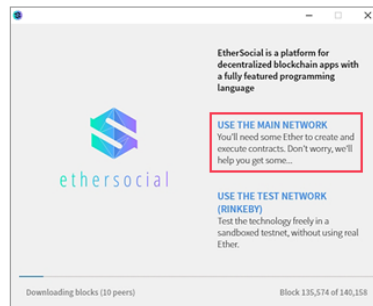 EtherSocial is a platform for
decentralized blockchain apps with
a fully featured programming
language
USE THE MAIN NETWORK
You'll need some Ether to create and
execute contracts. Don't worry, we'll
help you get some...
ethersocial
USE THE TEST NETWORK
(RINKEBY)
Test the technology freely in a
sandboxed testnet, without using real
Ether.
Downloading blocks (10 peers)
Block 135,574 of 140,158